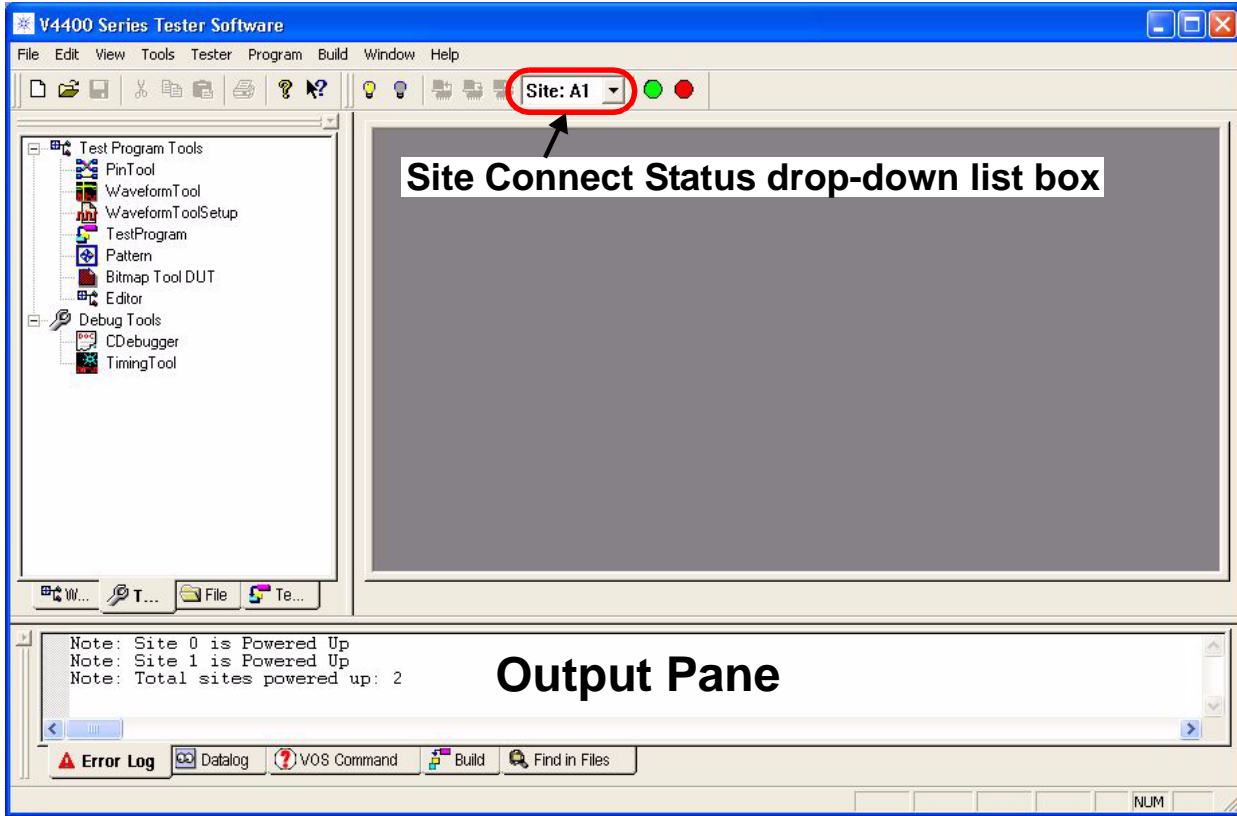 V4400 Series Tester Software
File Edit View Tools Tester Program Build Window Help
Site: A1
Site Connect Status drop-down list box
Test Program Tools
PinTool
WaveformTool
WaveformToolSetup
TestProgram
Pattern
Bitmap Tool DUT
Editor
Debug Tools
CDebugger
TimingTool
W... T... File Te...
Note: Site 0 is Powered Up
Note: Site 1 is Powered Up
Note: Total sites powered up: 2
Output Pane
Error Log Datalog VOS Command Build Find in Files
NUM